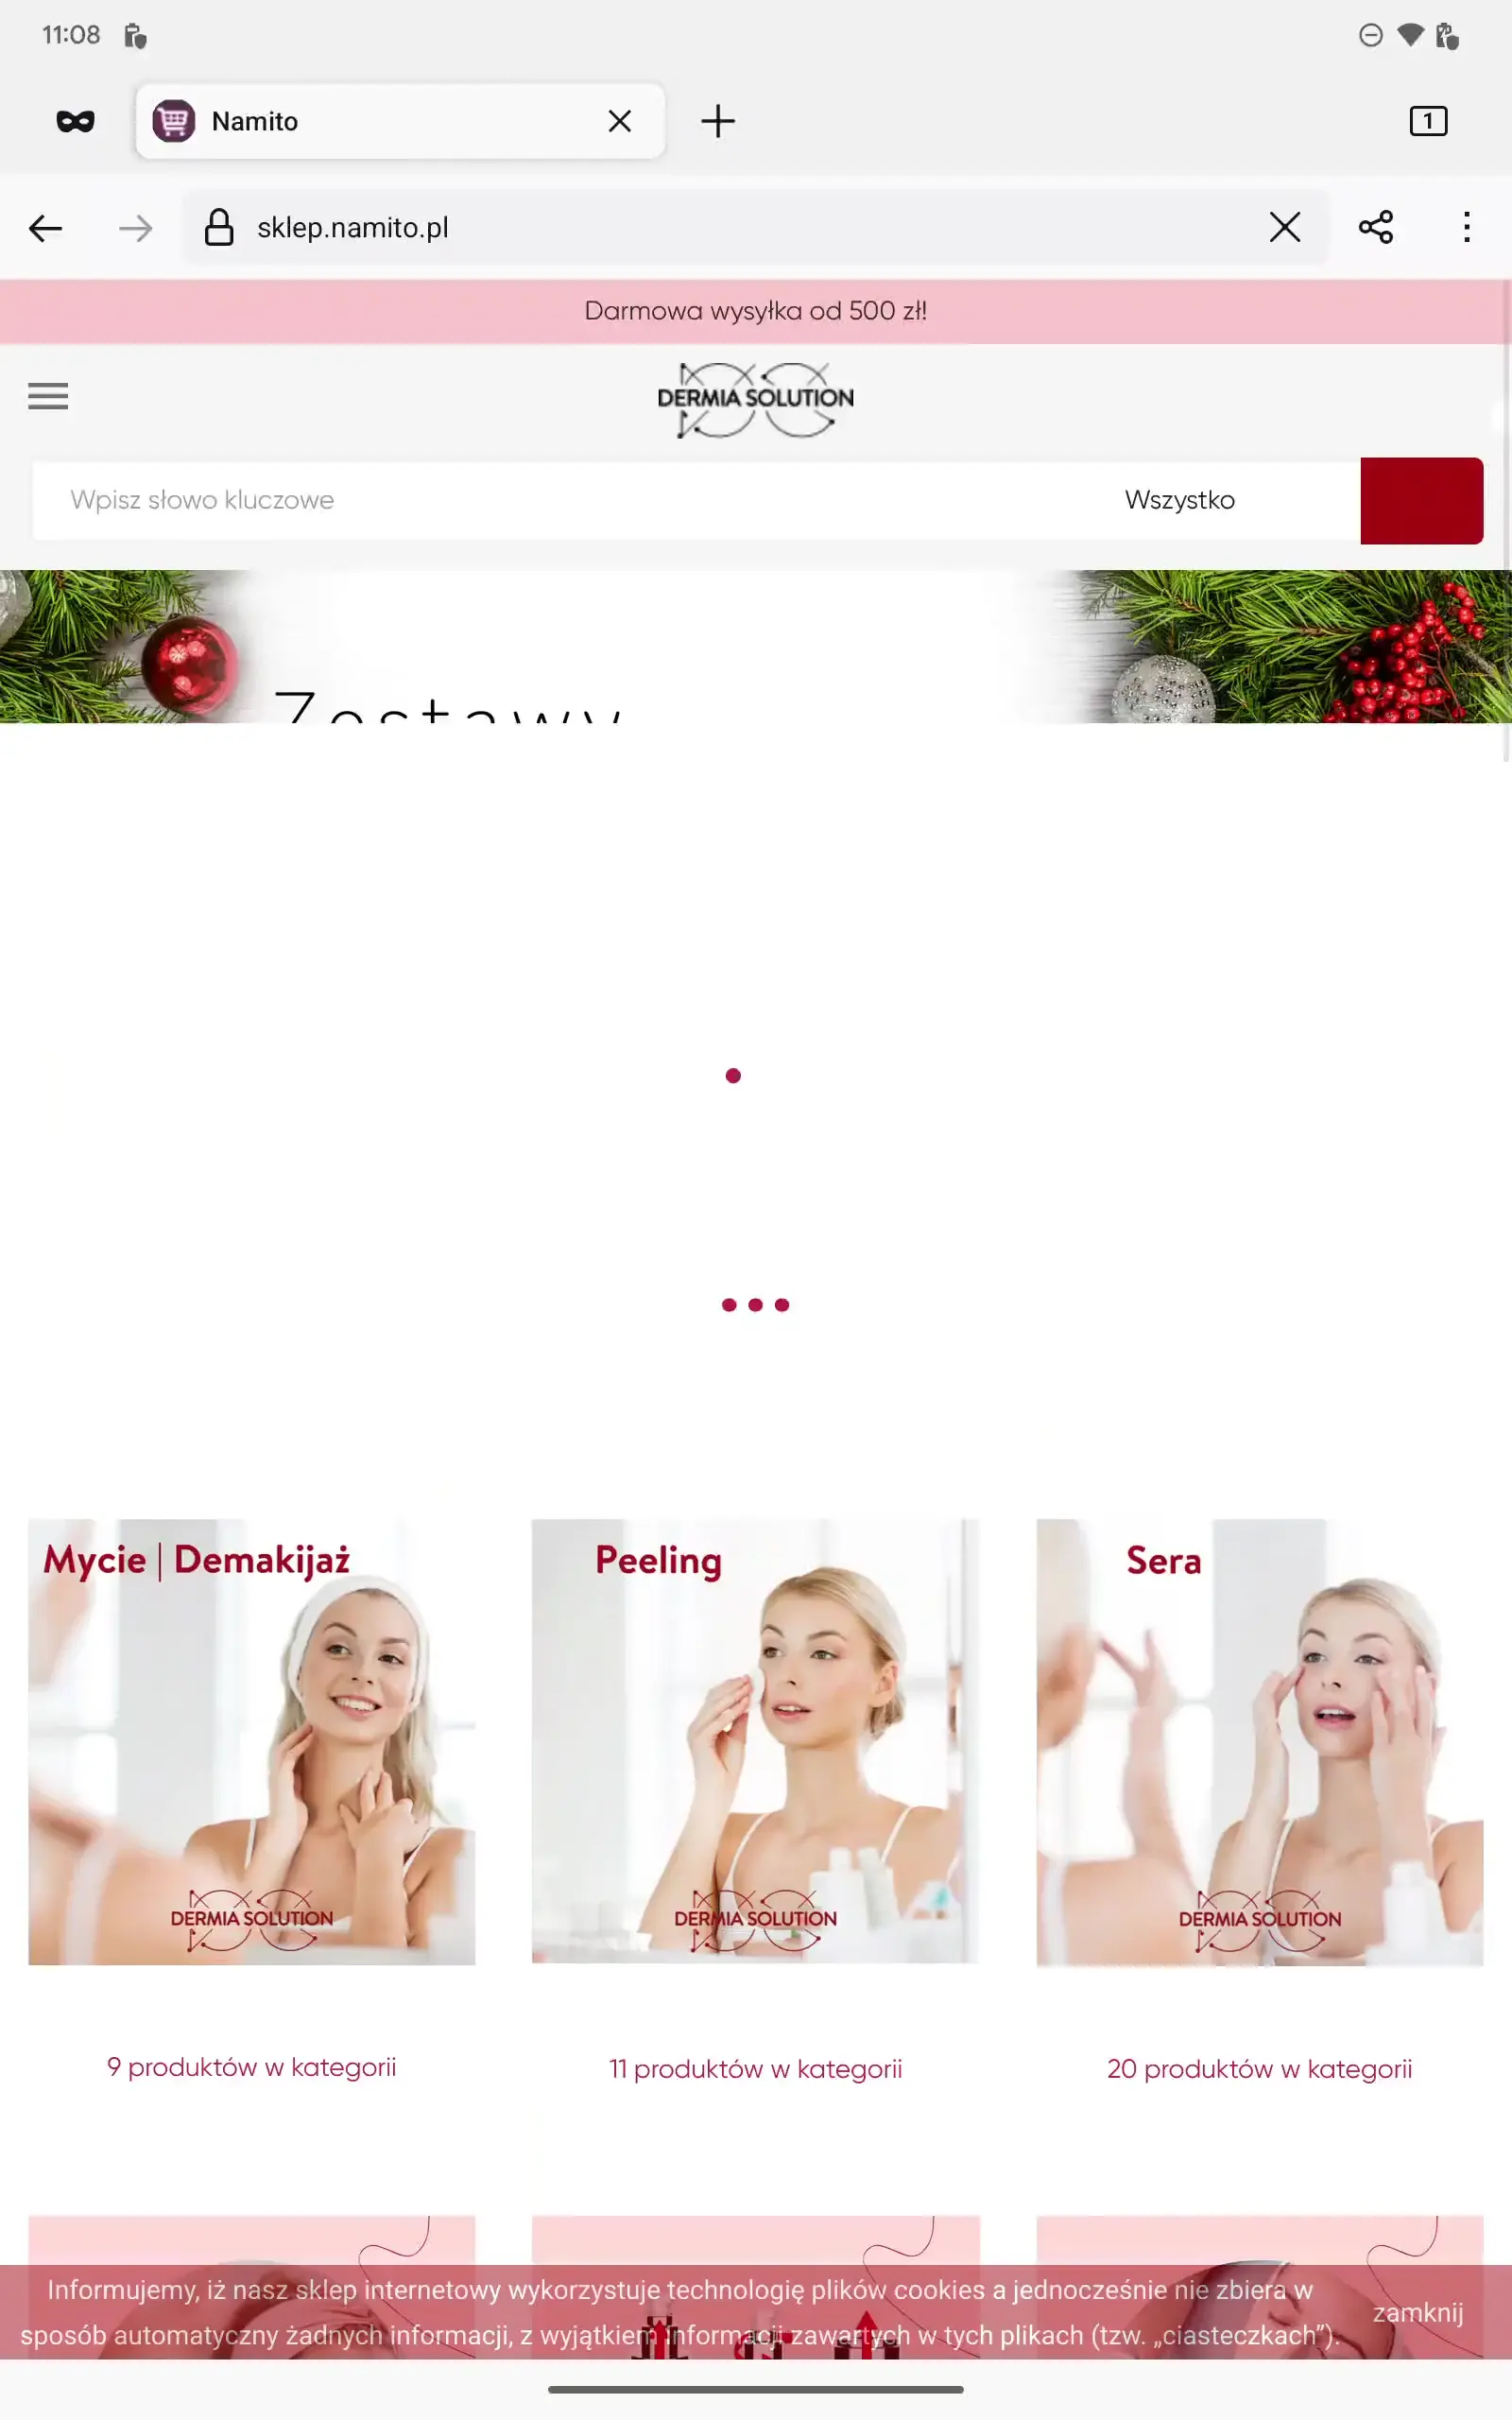 11:08
Namito
1
sklep.namito.pl
Darmowa wysyłka od 500 zł!
DERMIA SOLUTION
Wpisz słowo kluczowe
Wszystko
Zestawy
Mycie | Demakijaż
Peeling
Sera
DERMIA SOLUTION
DERMIA SOLUTION
DERMIA SOLUTION
9 produktów w kategorii
11 produktów w kategorii
20 produktów w kategorii
Informujemy, iż nasz sklep internetowy wykorzystuje technologię plików cookies a jednocześnie nie zbiera w
sposób automatyczny żadnych informacji, z wyjątkiem informacji zawartych w tych plikach (tzw. „ciasteczkach”).
zamknij